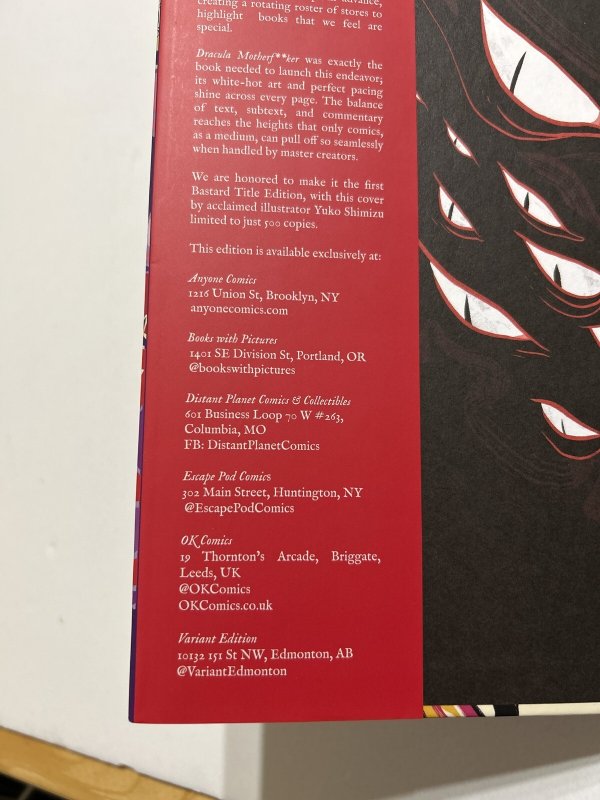 creating a rotating roster of stores to
highlight books that we feel are
special.
Dracula Motherf**ker was exactly the
book needed to launch this endeavor;
its white-hot art and perfect pacing
shine across every page. The balance
of text, subtext, and commentary
reaches the heights that only comics,
as a medium, can pull off so seamlessly
when handled by master creators.
We are honored to make it the first
Bastard Title Edition, with this cover
by acclaimed illustrator Yuko Shimizu
limited to just 500 copies.
This edition is available exclusively at:
Anyone Comics
1216 Union St, Brooklyn, NY
anyonecomics.com
Books with Pictures
1401 SE Division St, Portland, OR
@bookswithpictures
Distant Planet Comics & Collectibles
601 Business Loop 70 W #263,
Columbia, MO
FB: DistantPlanetComics
Escape Pod Comics
302 Main Street, Huntington, NY
@EscapePodComics
OK Comics
19 Thornton's Arcade, Briggate,
Leeds, UK
@OKComics
OKComics.co.uk
Variant Edition
10132 151 St NW, Edmonton, AB
@VariantEdmonton